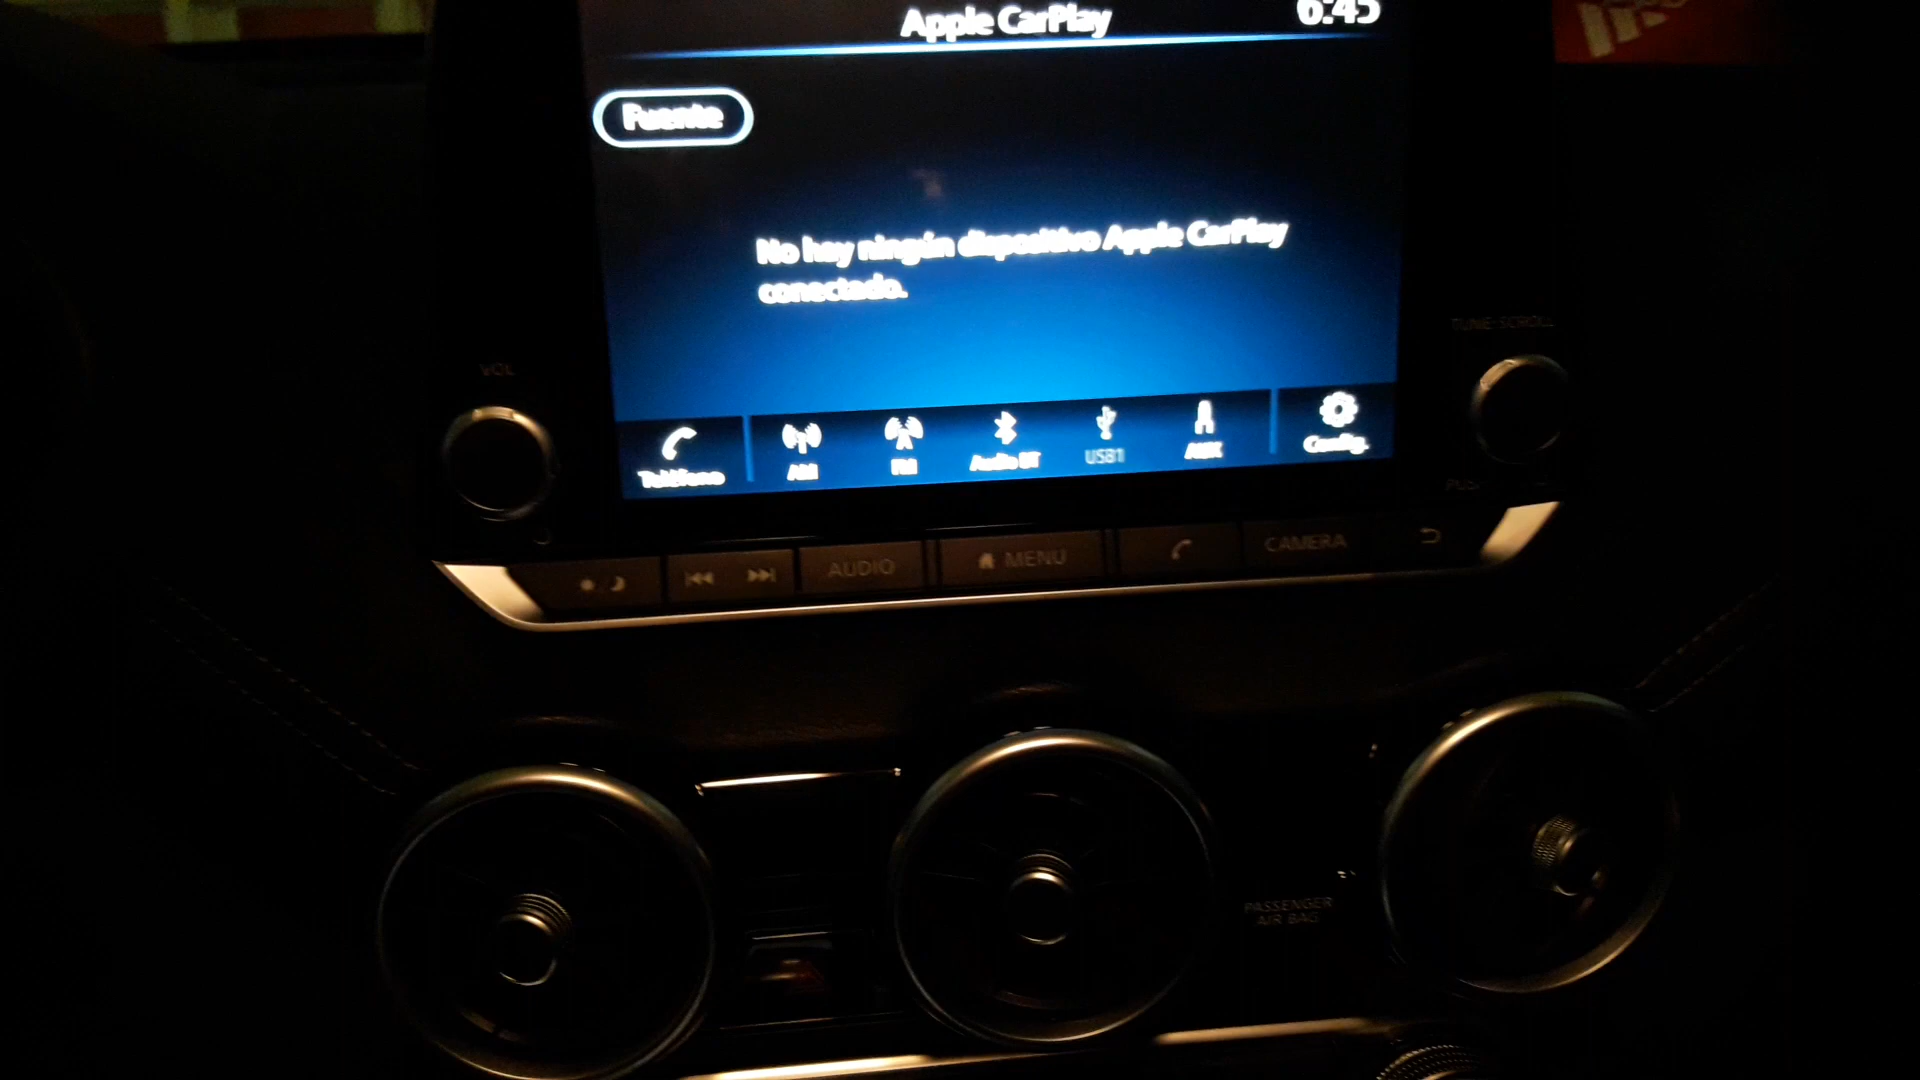 Apple CarPlay
6:45
Fuente
No hay ningún dispositivo Apple CarPlay
conectado.
TUNE·SCROLL
VOL
Teléfono
AM
FM
Audio BT
USB1
AUX
Config.
AUDIO
MENU
CAMERA
PASSENGER
AIR BAG